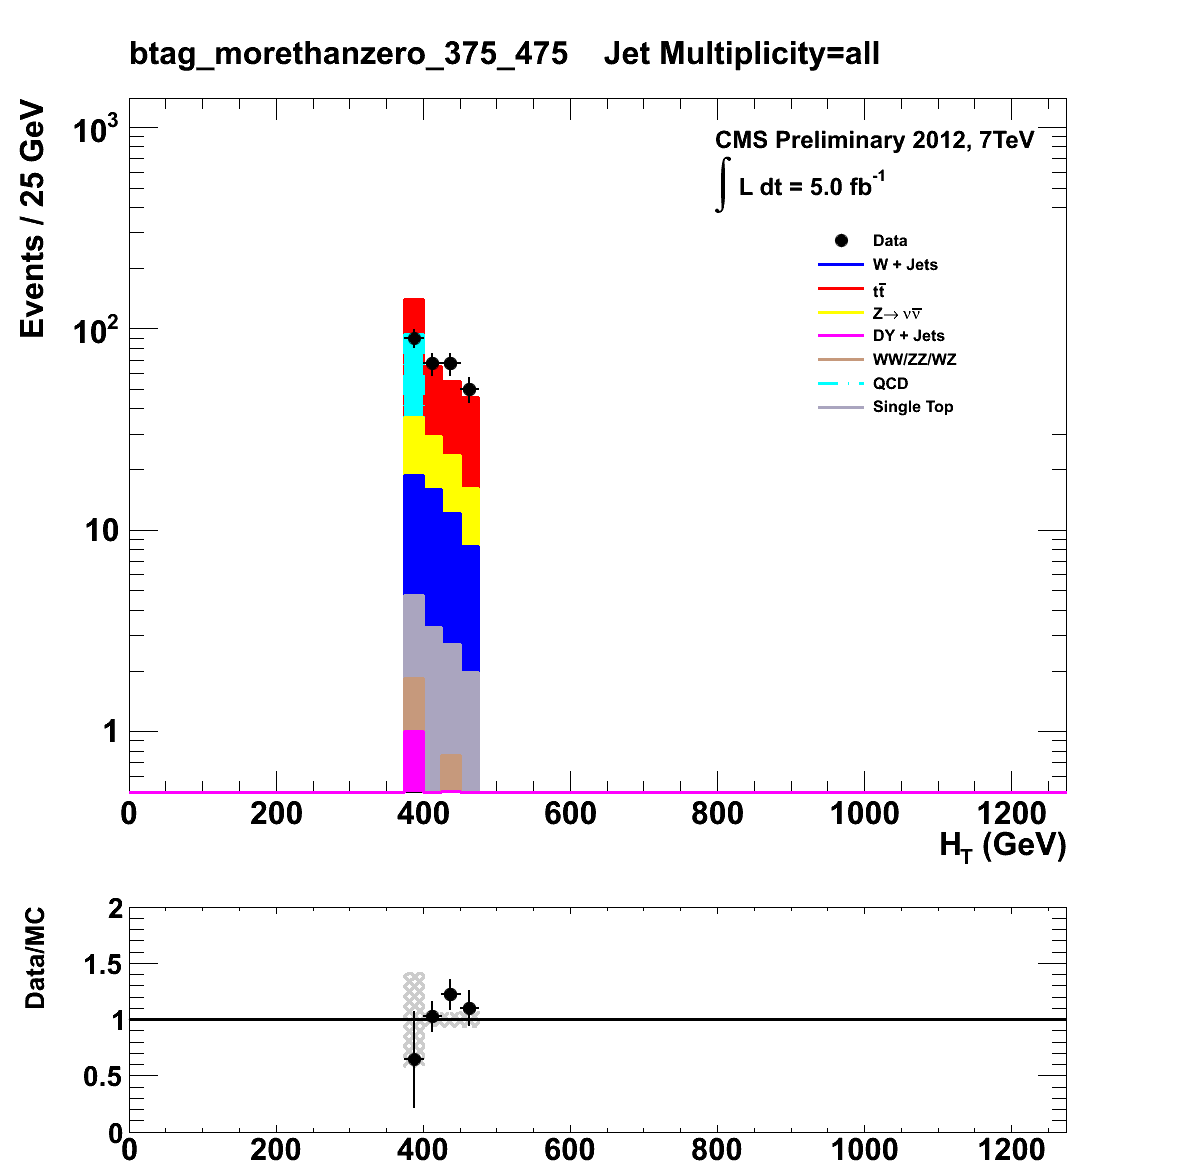 btag_morethanzero_375_475 Jet Multiplicity=all
Events / 25 GeV
10³
10²
10
1
CMS Preliminary 2012, 7TeV
∫ L dt = 5.0 fb⁻¹
Data
W + Jets
tt̅
Z→ νν̅
DY + Jets
WW/ZZ/WZ
QCD
Single Top
0 200 400 600 800 1000 1200
H_T (GeV)
Data/MC
2
1.5
1
0.5
0
0 200 400 600 800 1000 1200